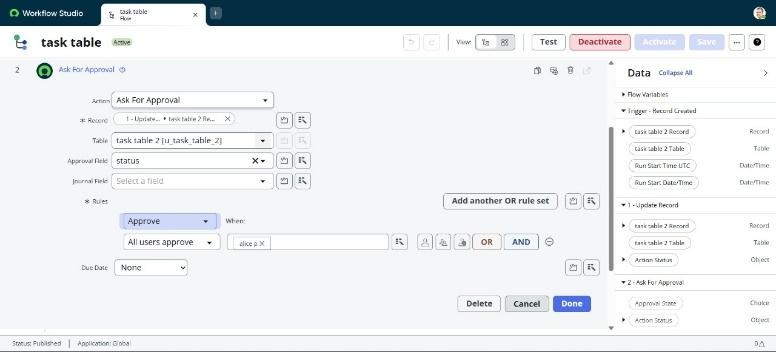 Workflow Studio
task table
Flow
task table
Active
View:
Test
Deactivate
Activate
Save
2
Ask For Approval
Action
Ask For Approval
* Record
1 - Update... • task table 2 Re...
Table
task table 2 [u_task_table_2]
Approval Field
status
Journal Field
Select a field
* Rules
Add another OR rule set
Approve
When:
All users approve
alice p
OR
AND
Due Date
None
Delete
Cancel
Done
Data
Collapse All
Flow Variables
Trigger - Record Created
task table 2 Record
Record
task table 2 Table
Table
Run Start Time UTC
Date/Time
Run Start Date/Time
Date/Time
1 - Update Record
task table 2 Record
Record
task table 2 Table
Table
Action Status
Object
2 - Ask For Approval
Approval State
Choice
Action Status
Object
Status: Published
Application: Global
0